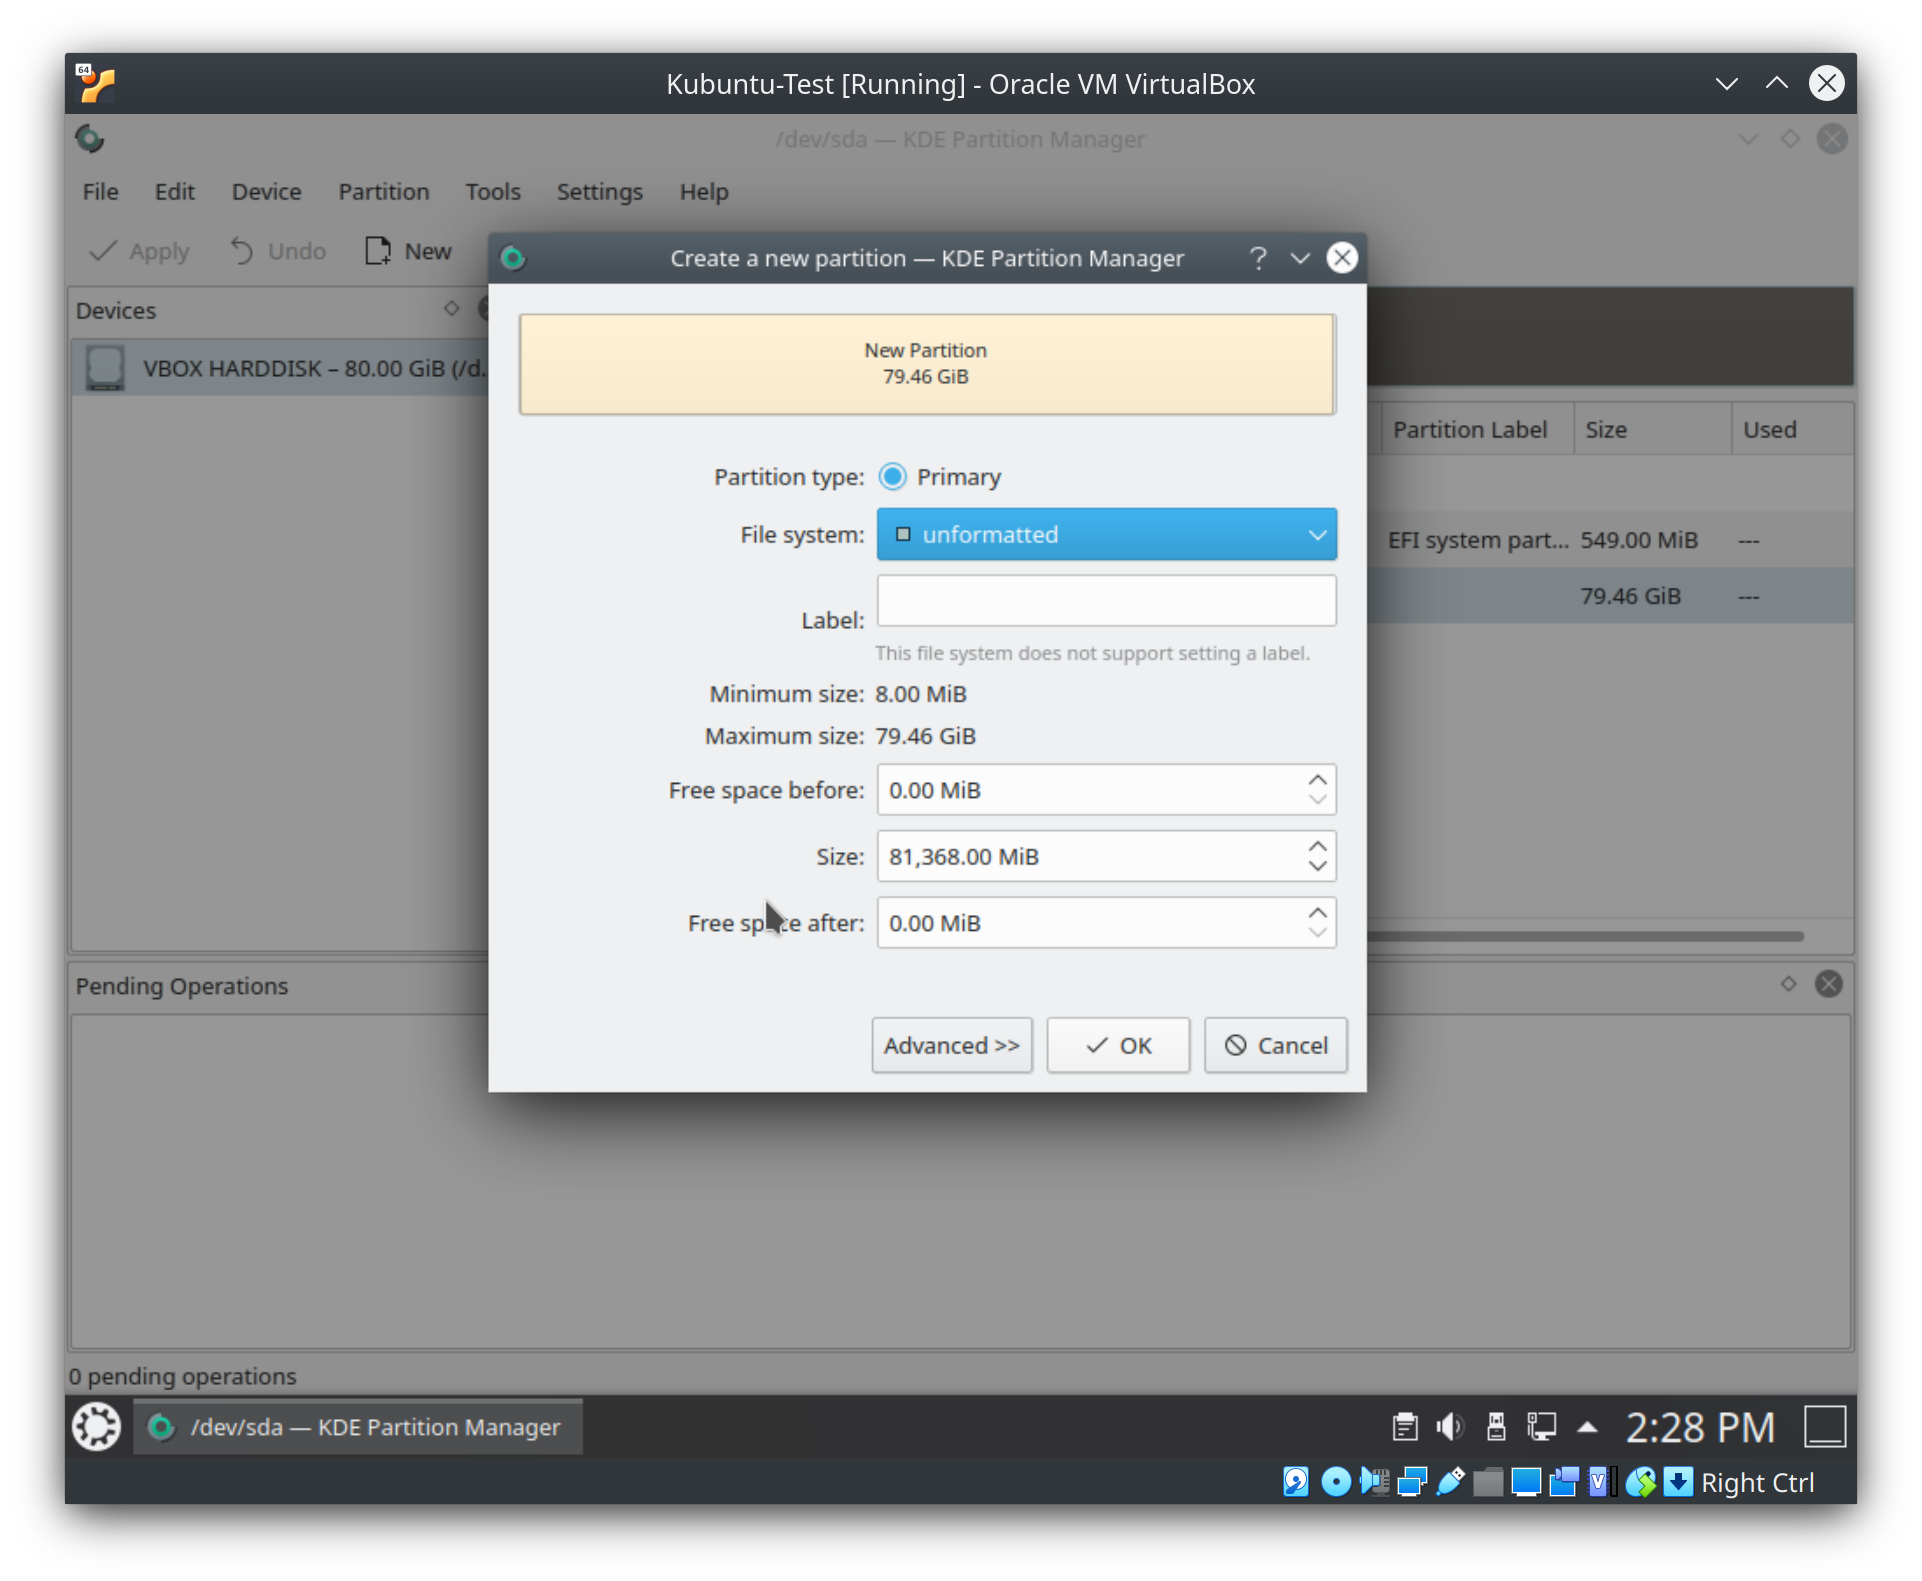 64
Kubuntu-Test [Running] - Oracle VM VirtualBox
/dev/sda — KDE Partition Manager
File Edit Device Partition Tools Settings Help
Apply Undo New
Create a new partition — KDE Partition Manager ?
Devices
VBOX HARDDISK – 80.00 GiB (/d...
New Partition
79.46 GiB
Partition Label Size Used
Partition type: Primary
File system: unformatted
EFI system part... 549.00 MiB ---
79.46 GiB ---
Label:
This file system does not support setting a label.
Minimum size: 8.00 MiB
Maximum size: 79.46 GiB
Free space before: 0.00 MiB
Size: 81,368.00 MiB
Free space after: 0.00 MiB
Pending Operations
Advanced >> OK Cancel
0 pending operations
/dev/sda — KDE Partition Manager
2:28 PM
V
Right Ctrl